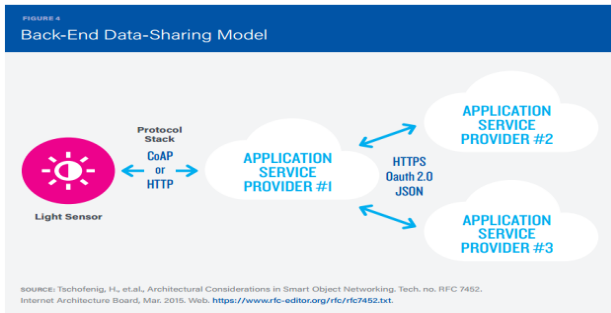 FIGURE 4
Back-End Data-Sharing Model
Protocol
Stack
CoAP
or
HTTP
Light Sensor
APPLICATION
SERVICE
PROVIDER #1
HTTPS
Oauth 2.0
JSON
APPLICATION
SERVICE
PROVIDER #2
APPLICATION
SERVICE
PROVIDER #3
SOURCE: Tschofenig, H., et.al., Architectural Considerations in Smart Object Networking. Tech. no. RFC 7452.
Internet Architecture Board, Mar. 2015. Web. https://www.rfc-editor.org/rfc/rfc7452.txt.